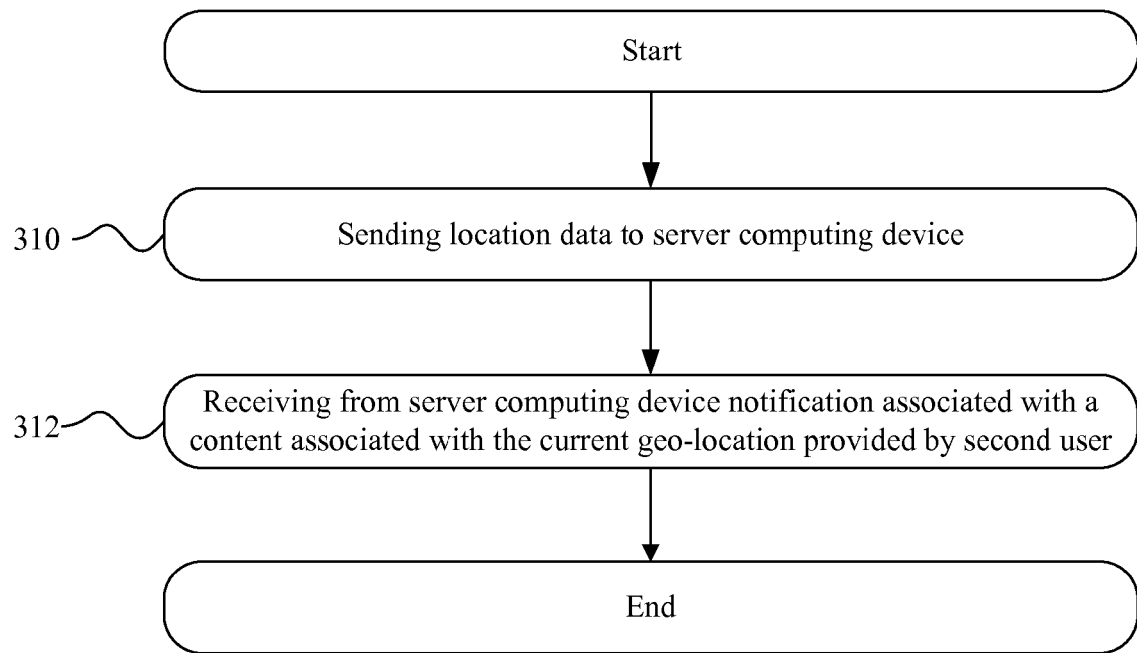 Start
310
Sending location data to server computing device
312
Receiving from server computing device notification associated with a
content associated with the current geo-location provided by second user
End